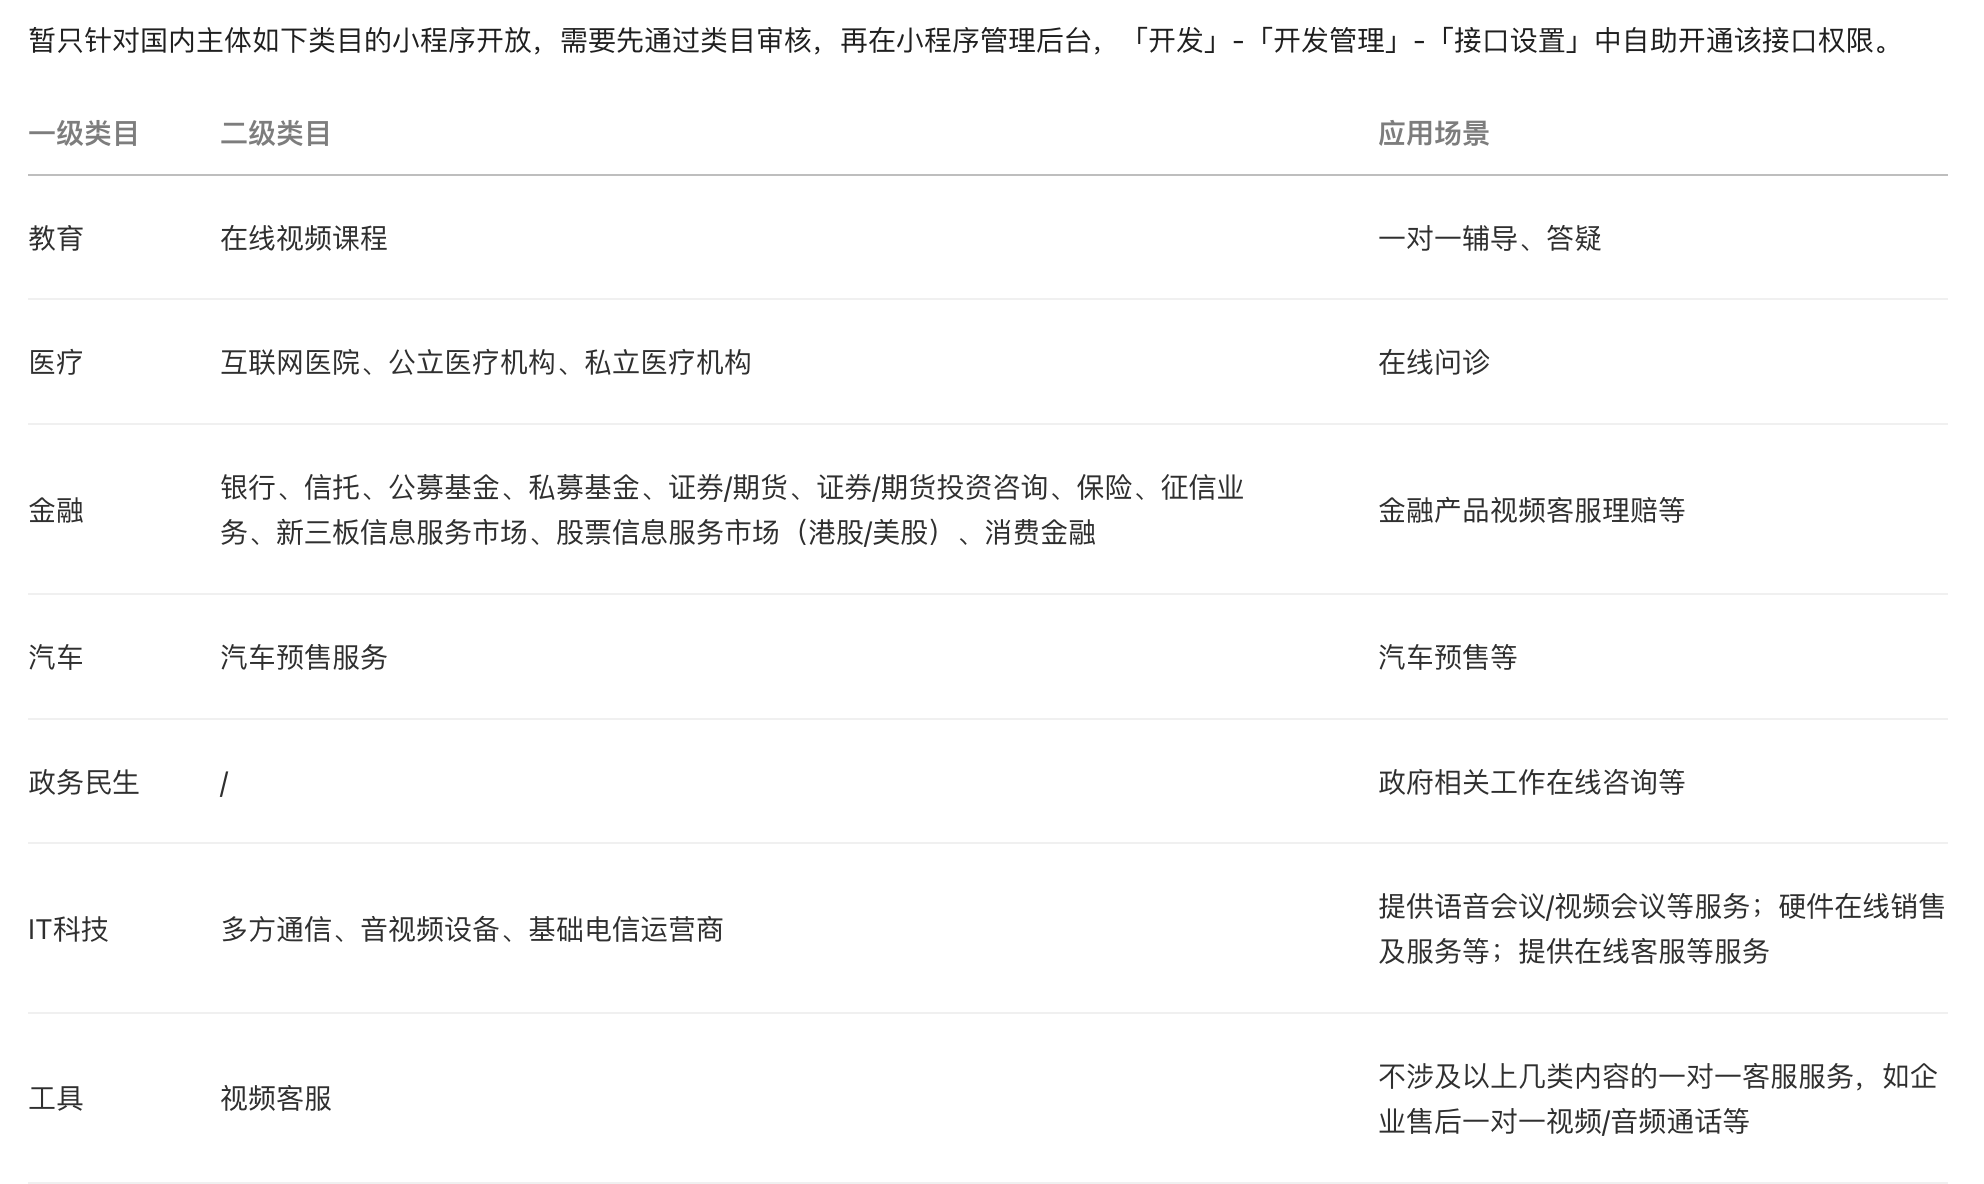 暂只针对国内主体如下类目的小程序开放，需要先通过类目审核，再在小程序管理后台，「开发」-「开发管理」-「接口设置」中自助开通该接口权限。
一级类目 二级类目 应用场景
教育 在线视频课程 一对一辅导、答疑
医疗 互联网医院、公立医疗机构、私立医疗机构 在线问诊
金融 银行、信托、公募基金、私募基金、证券/期货、证券/期货投资咨询、保险、征信业
务、新三板信息服务市场、股票信息服务市场（港股/美股）、消费金融 金融产品视频客服理赔等
汽车 汽车预售服务 汽车预售等
政务民生 / 政府相关工作在线咨询等
IT科技 多方通信、音视频设备、基础电信运营商 提供语音会议/视频会议等服务；硬件在线销售
及服务等；提供在线客服等服务
工具 视频客服 不涉及以上几类内容的一对一客服服务，如企
业售后一对一视频/音频通话等